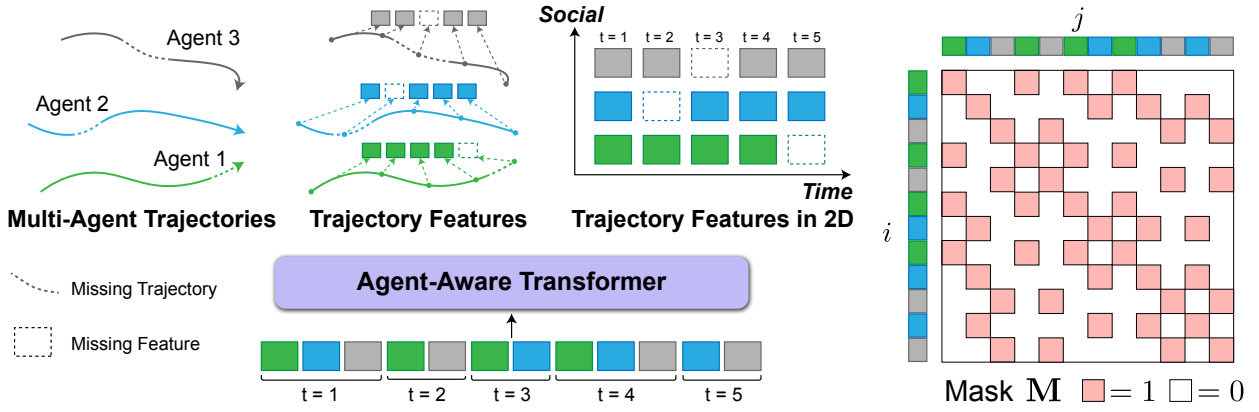 Agent 3
Agent 2
Agent 1
Multi-Agent Trajectories
Trajectory Features
Social
t = 1 t = 2 t = 3 t = 4 t = 5
Time
Trajectory Features in 2D
Missing Trajectory
Missing Feature
Agent-Aware Transformer
t = 1 t = 2 t = 3 t = 4 t = 5
j
i
Mask M = 1 = 0